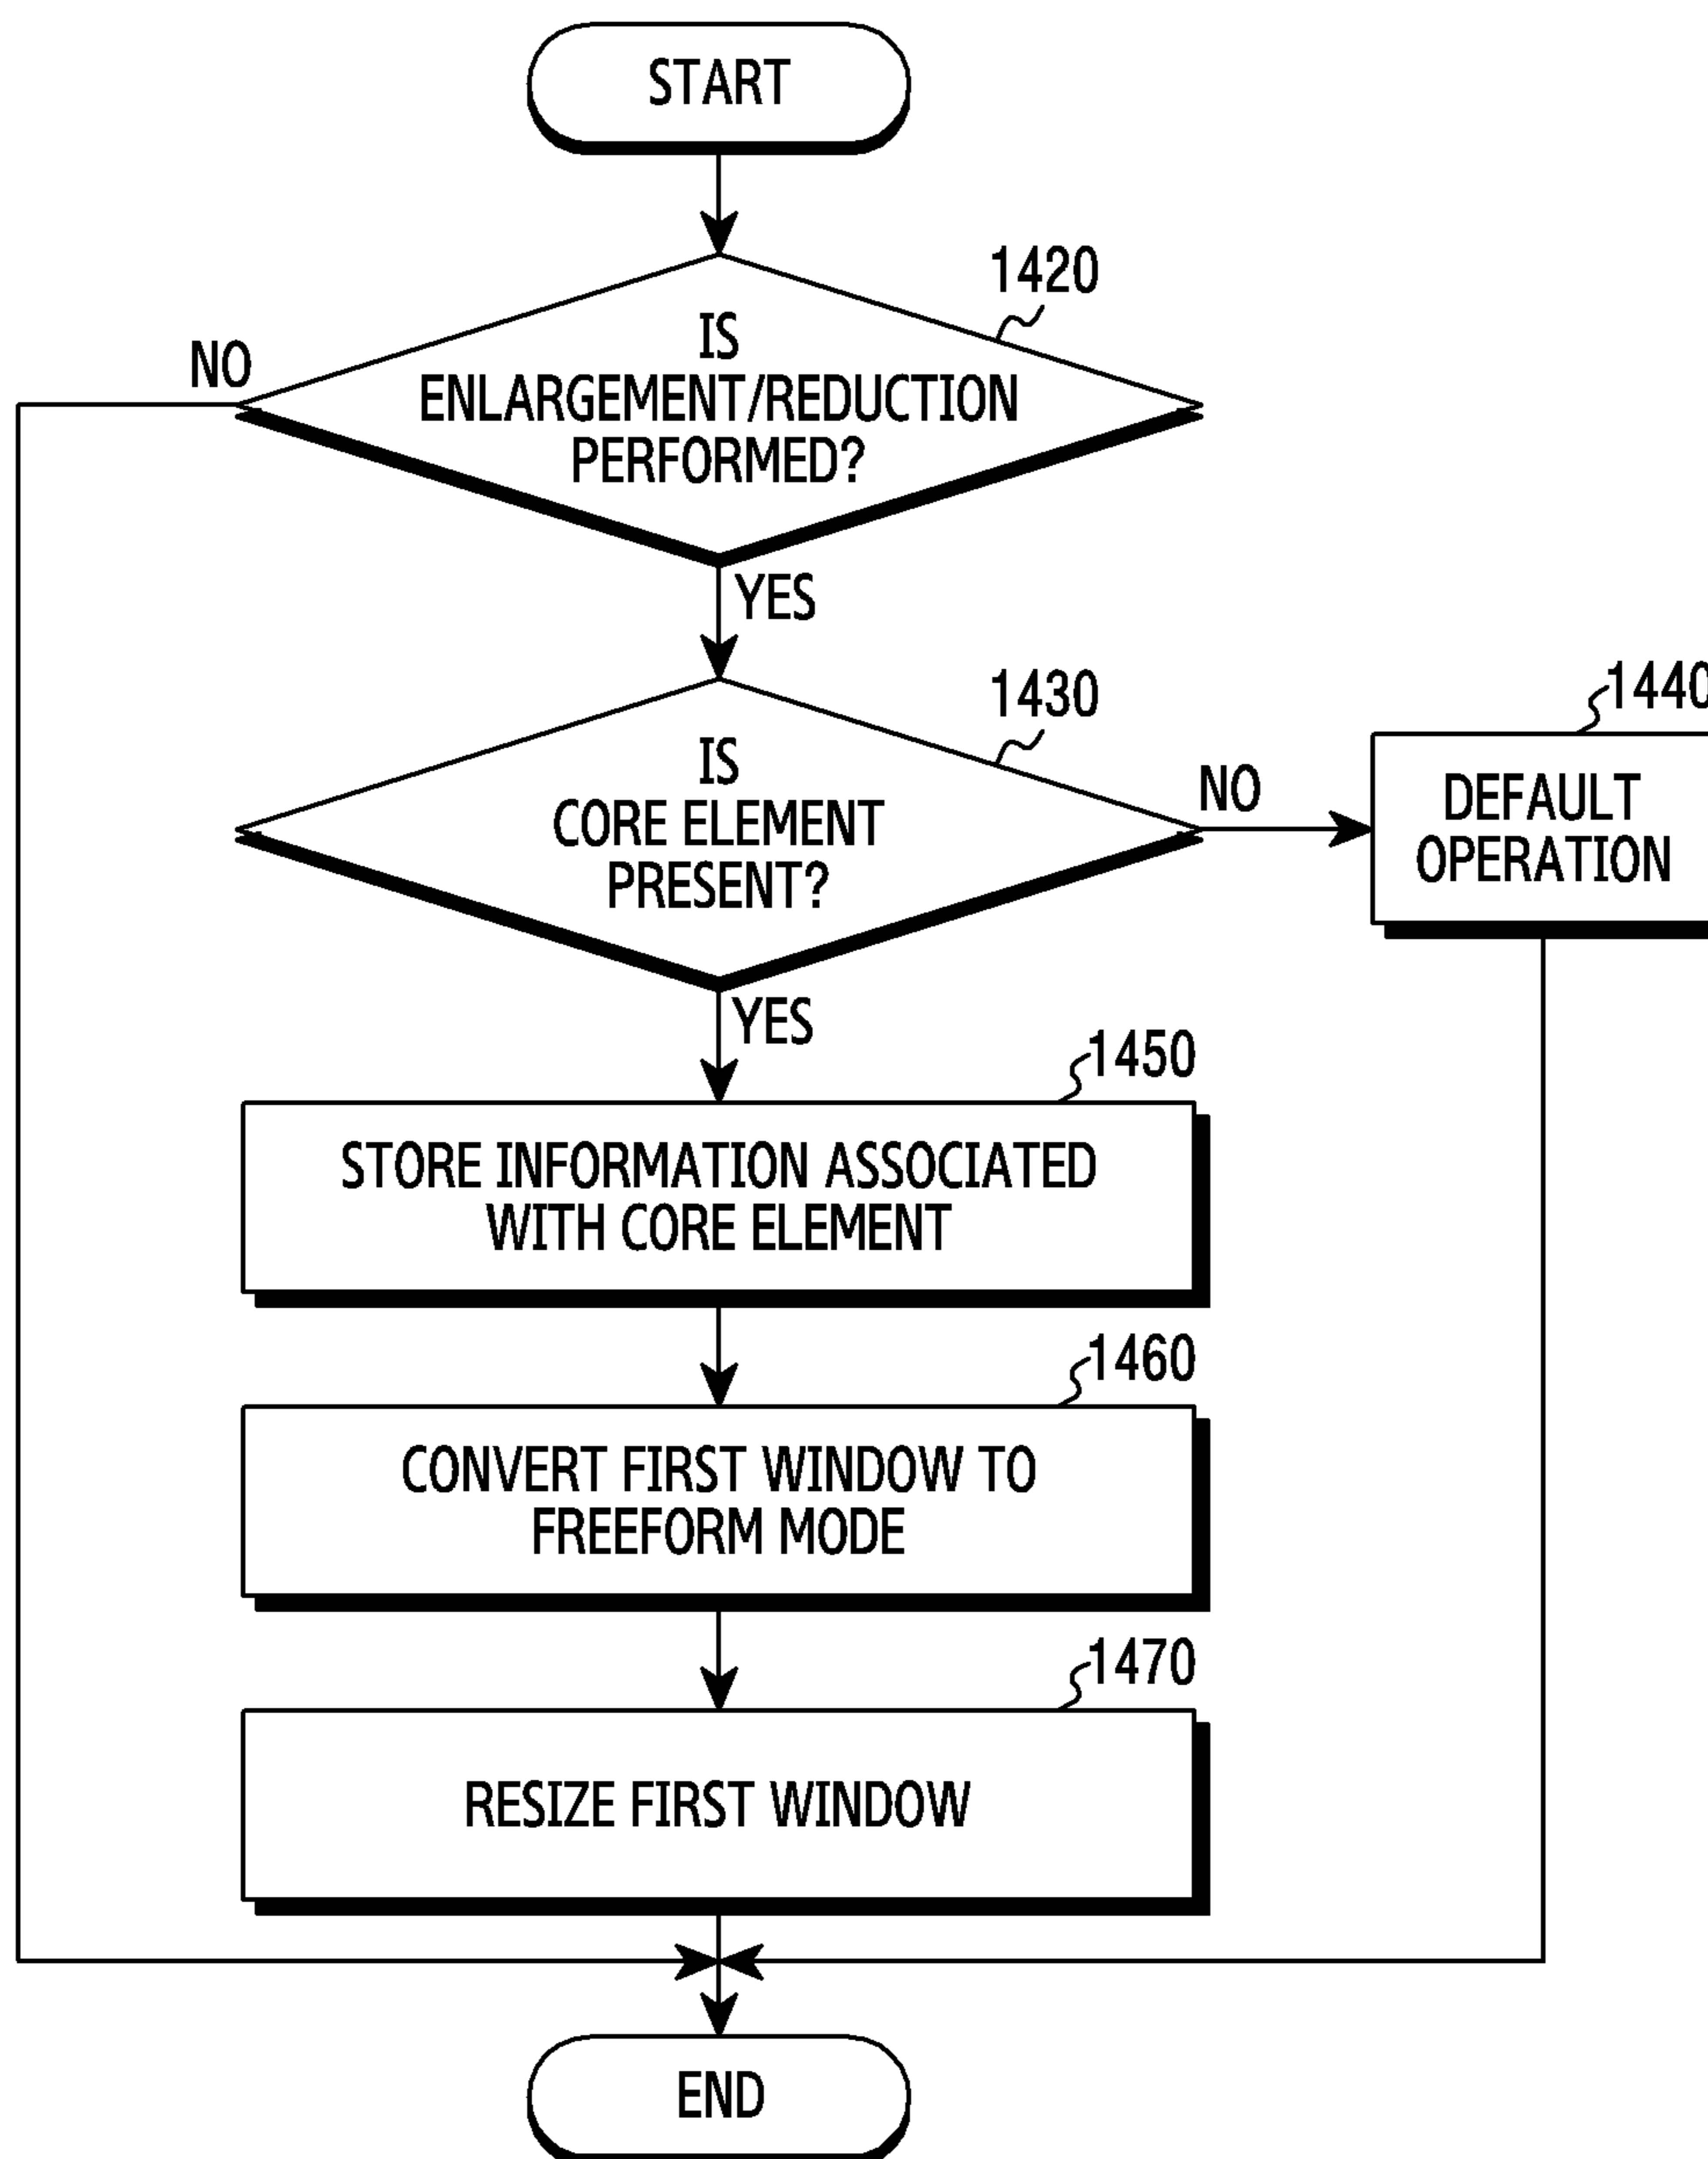 START
1420
IS
NO
ENLARGEMENT/REDUCTION
PERFORMED?
YES
1430
1440
IS
NO
CORE ELEMENT
PRESENT?
DEFAULT
OPERATION
YES
1450
STORE INFORMATION ASSOCIATED
WITH CORE ELEMENT
1460
CONVERT FIRST WINDOW TO
FREEFORM MODE
1470
RESIZE FIRST WINDOW
END